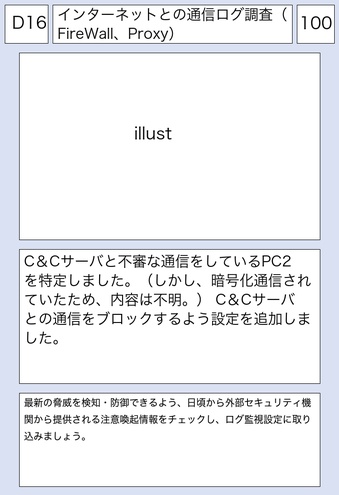 D16
インターネットとの通信ログ調査（
FireWall、Proxy）
100
illust
C＆Cサーバと不審な通信をしているPC2
を特定しました。（しかし、暗号化通信され
ていたため、内容は不明。） C＆Cサーバ
との通信をブロックするよう設定を追加しま
した。
最新の脅威を検知・防御できるよう、日頃から外部セキュリティ機
関から提供される注意喚起情報をチェックし、ログ監視設定に取り
込みましょう。